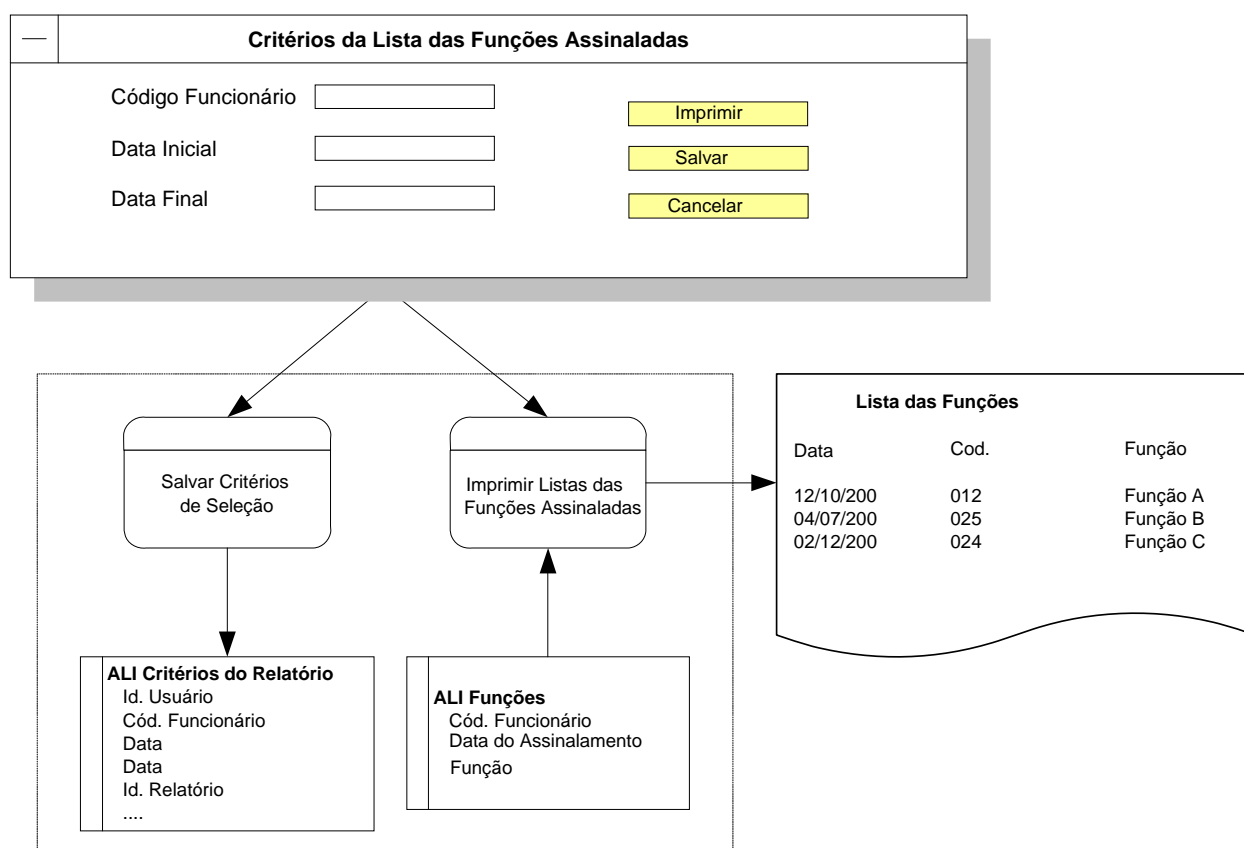 Critérios da Lista das Funções Assinaladas
Código Funcionário
Imprimir
Data Inicial
Salvar
Data Final
Cancelar
Salvar Critérios
de Seleção
Imprimir Listas das
Funções Assinaladas
Lista das Funções
Data Cod. Função
12/10/200 012 Função A
04/07/200 025 Função B
02/12/200 024 Função C
ALI Critérios do Relatório
Id. Usuário
Cód. Funcionário
Data
Data
Id. Relatório
....
ALI Funções
Cód. Funcionário
Data do Assinalamento
Função